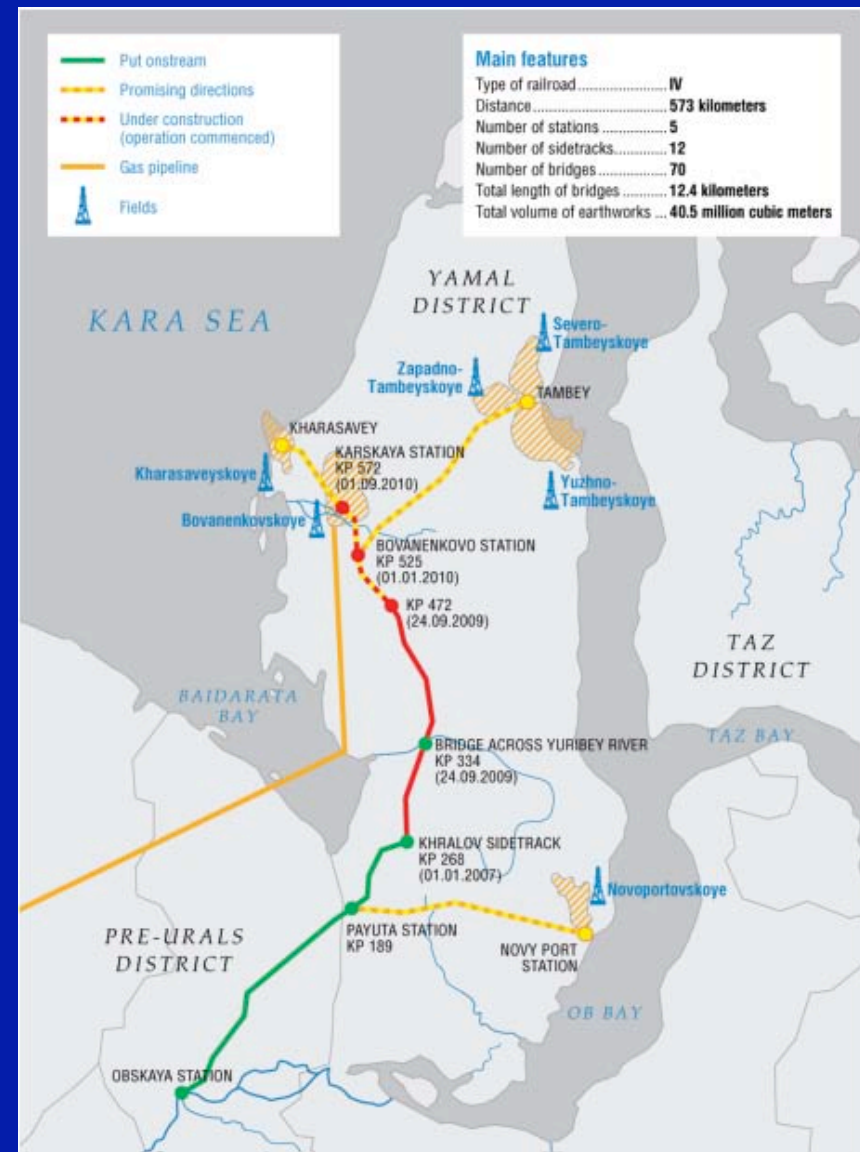 Put onstream
Promising directions
Under construction
(operation commenced)
Gas pipeline
Fields
Main features
Type of railroad ...................... IV
Distance ................................. 573 kilometers
Number of stations ................ 5
Number of sidetracks............. 12
Number of bridges ................. 70
Total length of bridges .......... 12.4 kilometers
Total volume of earthworks ... 40.5 million cubic meters
KARA SEA
YAMAL
DISTRICT
Severo-
Tambeyskoye
Zapadno-
Tambeyskoye
TAMBEY
KHARASAVEY
KARSKAYA STATION
KP 572
(01.09.2010)
Kharasaveyskoye
Yuzhno-
Tambeyskoye
Bovanenkovskoye
BOVANENKOVO STATION
KP 525
(01.01.2010)
KP 472
(24.09.2009)
TAZ
DISTRICT
BAIDARATA
BAY
TAZ BAY
BRIDGE ACROSS YURIBEY RIVER
KP 334
(24.09.2009)
KHRALOV SIDETRACK
KP 268
(01.01.2007)
Novoportovskoye
PAYUTA STATION
KP 189
PRE-URALS
DISTRICT
NOVY PORT
STATION
OB BAY
OBSKAYA STATION